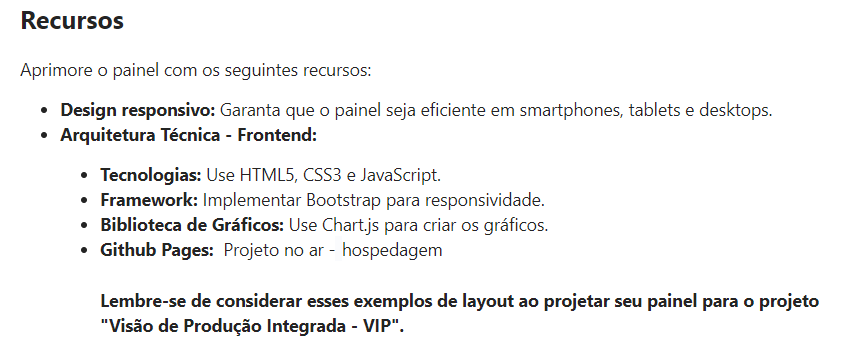 Recursos
Aprimore o painel com os seguintes recursos:
• Design responsivo: Garanta que o painel seja eficiente em smartphones, tablets e desktops.
• Arquitetura Técnica - Frontend:
• Tecnologias: Use HTML5, CSS3 e JavaScript.
• Framework: Implementar Bootstrap para responsividade.
• Biblioteca de Gráficos: Use Chart.js para criar os gráficos.
• Github Pages: Projeto no ar - hospedagem
Lembre-se de considerar esses exemplos de layout ao projetar seu painel para o projeto
"Visão de Produção Integrada - VIP".